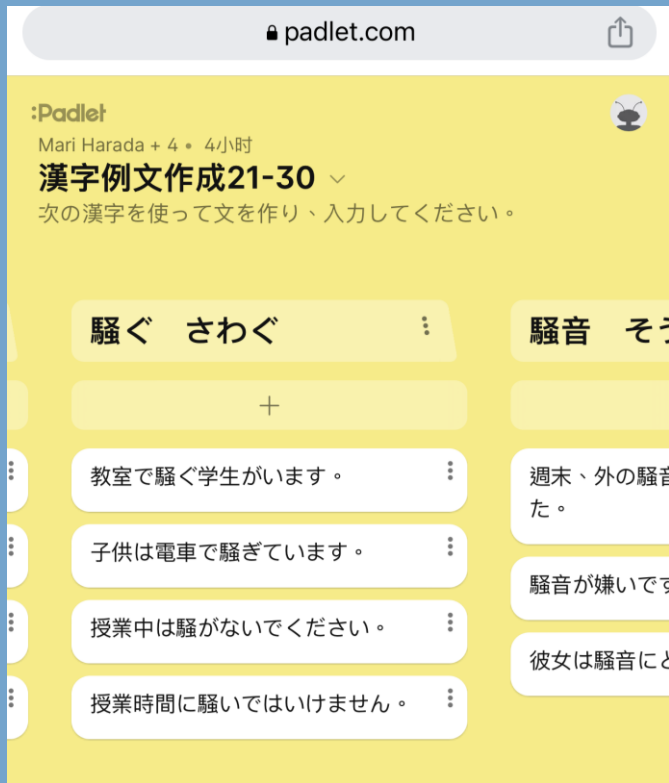 padlet.com
:Padlet
Mari Harada + 4 • 4小时
漢字例文作成21-30
次の漢字を使って文を作り、入力してください。
騒ぐ　さわぐ
教室で騒ぐ学生がいます。
子供は電車で騒ぎています。
授業中は騒がないでください。
授業時間に騒いではいけません。
騒音　そ
週末、外の騒音
た。
騒音が嫌いです
彼女は騒音に